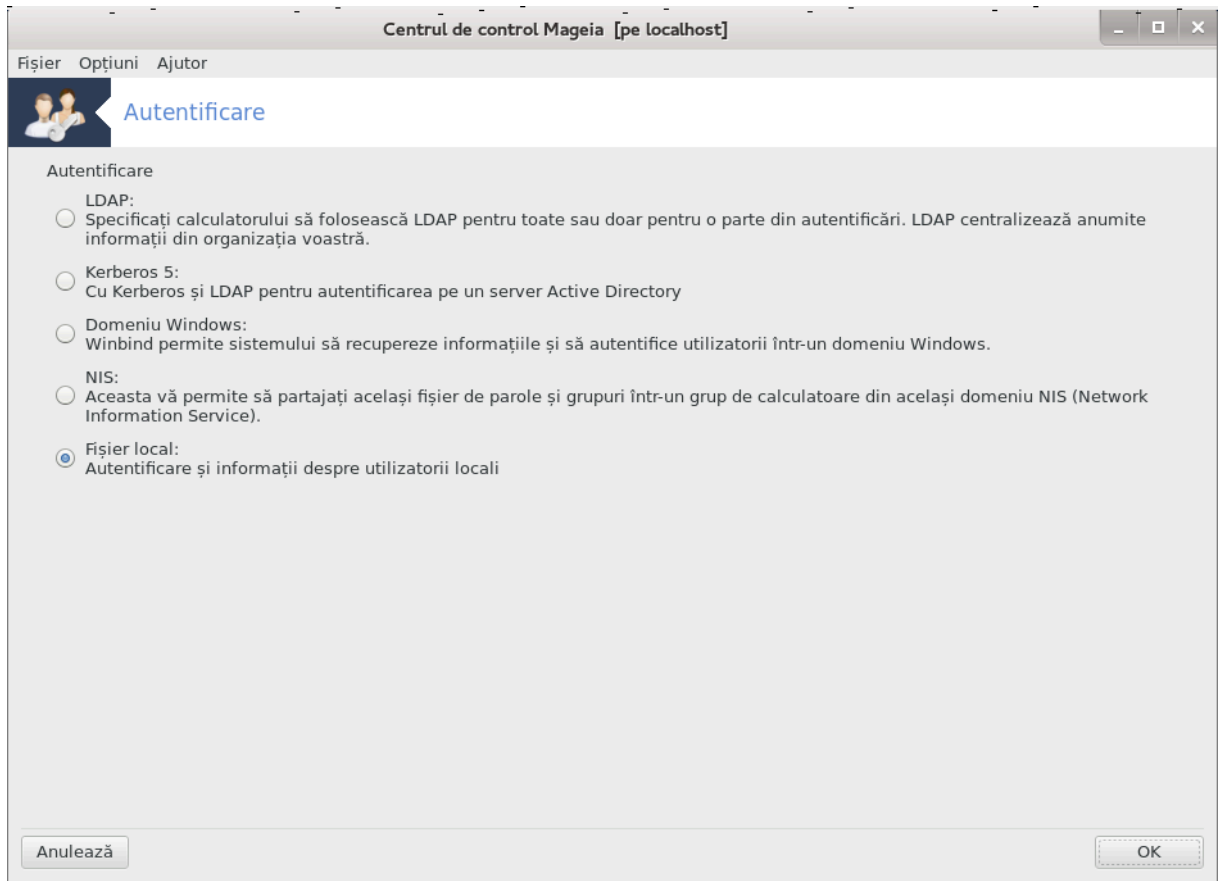 Centrul de control Mageia [pe localhost]
Fișier Opțiuni Ajutor
Autentificare
Autentificare
LDAP:
Specificați calculatorului să folosească LDAP pentru toate sau doar pentru o parte din autentificări. LDAP centralizează anumite
informații din organizația voastră.
Kerberos 5:
Cu Kerberos și LDAP pentru autentificarea pe un server Active Directory
Domeniu Windows:
Winbind permite sistemului să recupereze informațiile și să autentifice utilizatorii într-un domeniu Windows.
NIS:
Aceasta vă permite să partajați același fișier de parole și grupuri într-un grup de calculatoare din același domeniu NIS (Network
Information Service).
Fișier local:
Autentificare și informații despre utilizatorii locali
Anulează OK